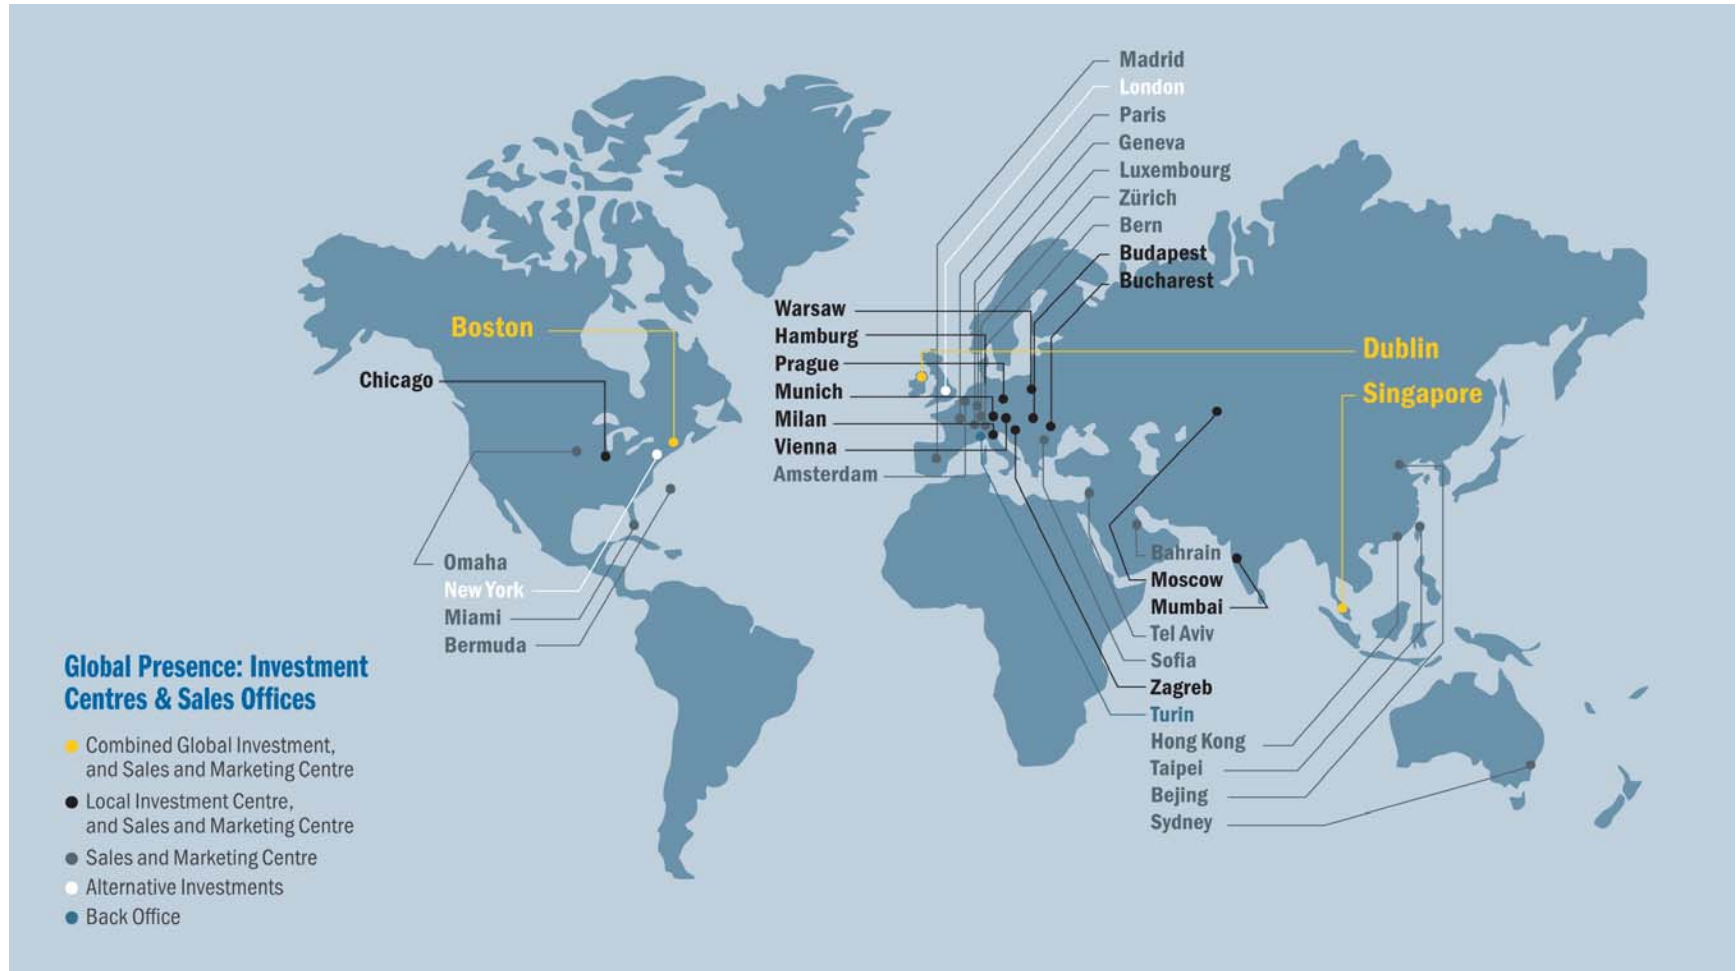 Madrid
London
Paris
Geneva
Luxembourg
Zürich
Bern
Budapest
Bucharest
Warsaw
Hamburg
Prague
Munich
Milan
Vienna
Amsterdam
Boston
Chicago
Dublin
Singapore
Omaha
New York
Miami
Bermuda
Bahrain
Moscow
Mumbai
Tel Aviv
Sofia
Zagreb
Turin
Hong Kong
Taipei
Bejing
Sydney
Global Presence: Investment
Centres & Sales Offices
Combined Global Investment,
and Sales and Marketing Centre
Local Investment Centre,
and Sales and Marketing Centre
Sales and Marketing Centre
Alternative Investments
Back Office